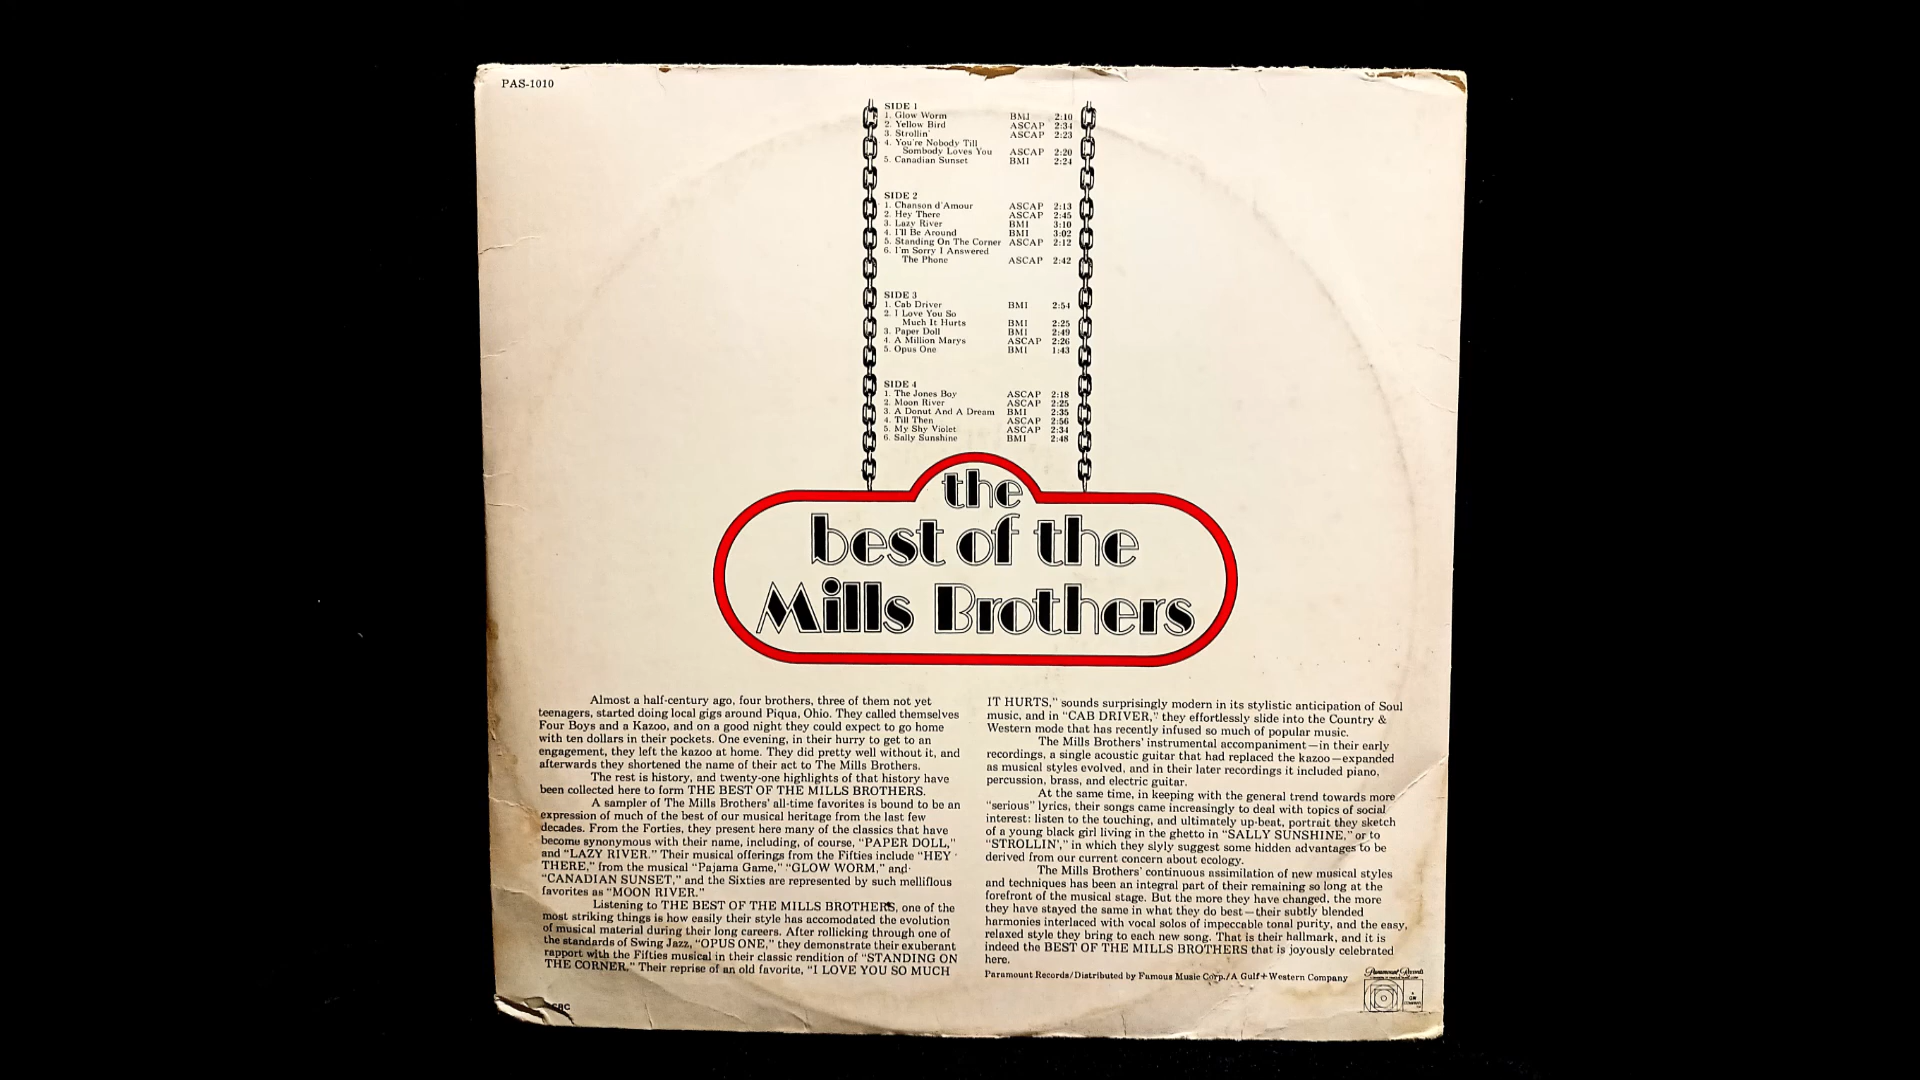 PAS-1010
SIDE 1
1. Glow Worm BMI 2:10
2. Yellow Bird ASCAP 2:34
3. Strollin' ASCAP 2:23
4. You're Nobody Till
Sombody Loves You ASCAP 2:20
5. Canadian Sunset BMI 2:24
SIDE 2
1. Chanson d'Amour ASCAP 2:13
2. Hey There ASCAP 2:45
3. Lazy River BMI 3:10
4. I'll Be Around BMI 3:02
5. Standing On The Corner ASCAP 2:12
6. I'm Sorry I Answered
The Phone ASCAP 2:42
SIDE 3
1. Cab Driver BMI 2:54
2. I Love You So
Much It Hurts BMI 2:25
3. Paper Doll BMI 2:49
4. A Million Marys ASCAP 2:26
5. Opus One BMI 1:43
SIDE 4
1. The Jones Boy ASCAP 2:18
2. Moon River ASCAP 2:25
3. A Donut And A Dream BMI 2:35
4. Till Then ASCAP 2:56
5. My Shy Violet ASCAP 2:34
6. Sally Sunshine BMI 2:48
the
best of the
Mills Brothers
Almost a half-century ago, four brothers, three of them not yet
teenagers, started doing local gigs around Piqua, Ohio. They called themselves
Four Boys and a Kazoo, and on a good night they could expect to go home
with ten dollars in their pockets. One evening, in their hurry to get to an
engagement, they left the kazoo at home. They did pretty well without it, and
afterwards they shortened the name of their act to The Mills Brothers.
The rest is history, and twenty-one highlights of that history have
been collected here to form THE BEST OF THE MILLS BROTHERS.
A sampler of The Mills Brothers' all-time favorites is bound to be an
expression of much of the best of our musical heritage from the last few
decades. From the Forties, they present here many of the classics that have
become synonymous with their name, including, of course, "PAPER DOLL,"
and "LAZY RIVER." Their musical offerings from the Fifties include "HEY
THERE," from the musical "Pajama Game," "GLOW WORM," and
"CANADIAN SUNSET," and the Sixties are represented by such melliflous
favorites as "MOON RIVER."
Listening to THE BEST OF THE MILLS BROTHERS, one of the
most striking things is how easily their style has accomodated the evolution
of musical material during their long careers. After rollicking through one of
the standards of Swing Jazz, "OPUS ONE," they demonstrate their exuberant
rapport with the Fifties musical in their classic rendition of "STANDING ON
THE CORNER." Their reprise of an old favorite, "I LOVE YOU SO MUCH
IT HURTS," sounds surprisingly modern in its stylistic anticipation of Soul
music, and in "CAB DRIVER," they effortlessly slide into the Country &
Western mode that has recently infused so much of popular music.
The Mills Brothers' instrumental accompaniment—in their early
recordings, a single acoustic guitar that had replaced the kazoo—expanded
as musical styles evolved, and in their later recordings it included piano,
percussion, brass, and electric guitar.
At the same time, in keeping with the general trend towards more
"serious" lyrics, their songs came increasingly to deal with topics of social
interest: listen to the touching, and ultimately up-beat, portrait they sketch
of a young black girl living in the ghetto in "SALLY SUNSHINE," or to
"STROLLIN'," in which they slyly suggest some hidden advantages to be
derived from our current concern about ecology.
The Mills Brothers' continuous assimilation of new musical styles
and techniques has been an integral part of their remaining so long at the
forefront of the musical stage. But the more they have changed, the more
they have stayed the same in what they do best—their subtly blended
harmonies interlaced with vocal solos of impeccable tonal purity, and the easy,
relaxed style they bring to each new song. That is their hallmark, and it is
indeed the BEST OF THE MILLS BROTHERS that is joyously celebrated
here.
Paramount Records/Distributed by Famous Music Corp./A Gulf+Western Company
Paramount Records